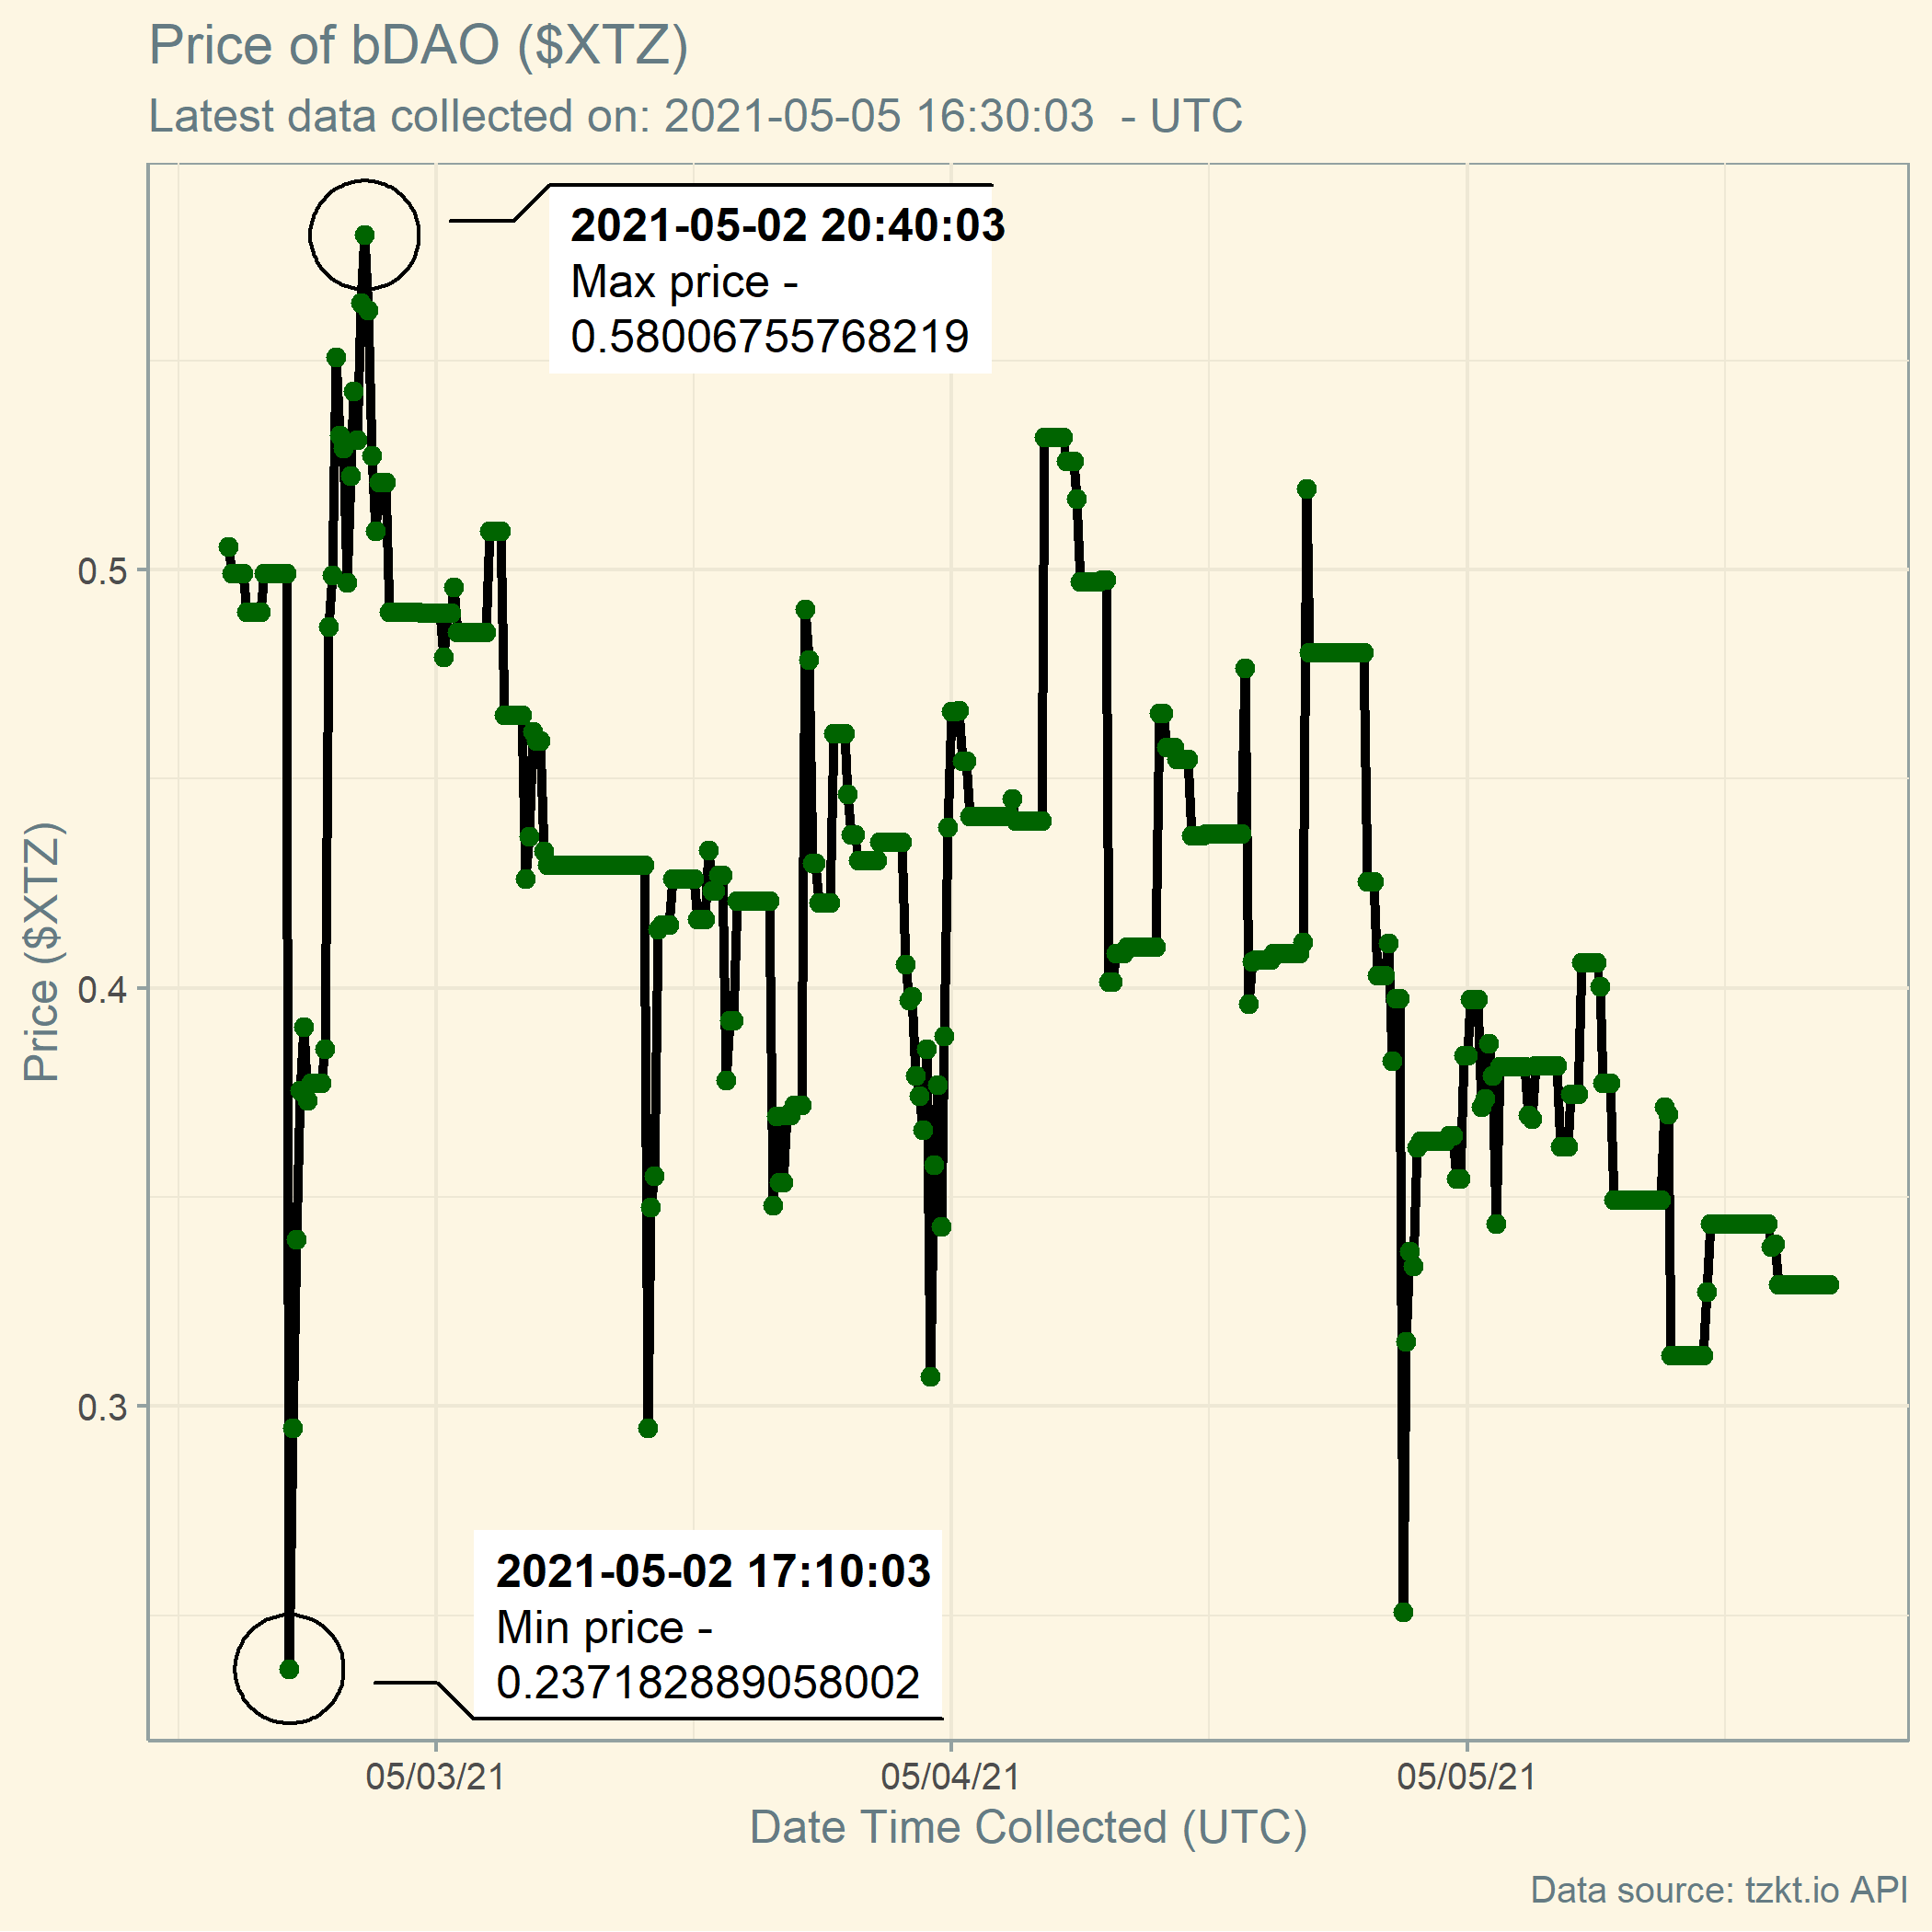 Price of bDAO ($XTZ)
Latest data collected on: 2021-05-05 16:30:03  - UTC
2021-05-02 20:40:03
Max price -
0.58006755768219
0.5
0.4
0.3
Price ($XTZ)
2021-05-02 17:10:03
Min price -
0.237182889058002
05/03/21
05/04/21
05/05/21
Date Time Collected (UTC)
Data source: tzkt.io API